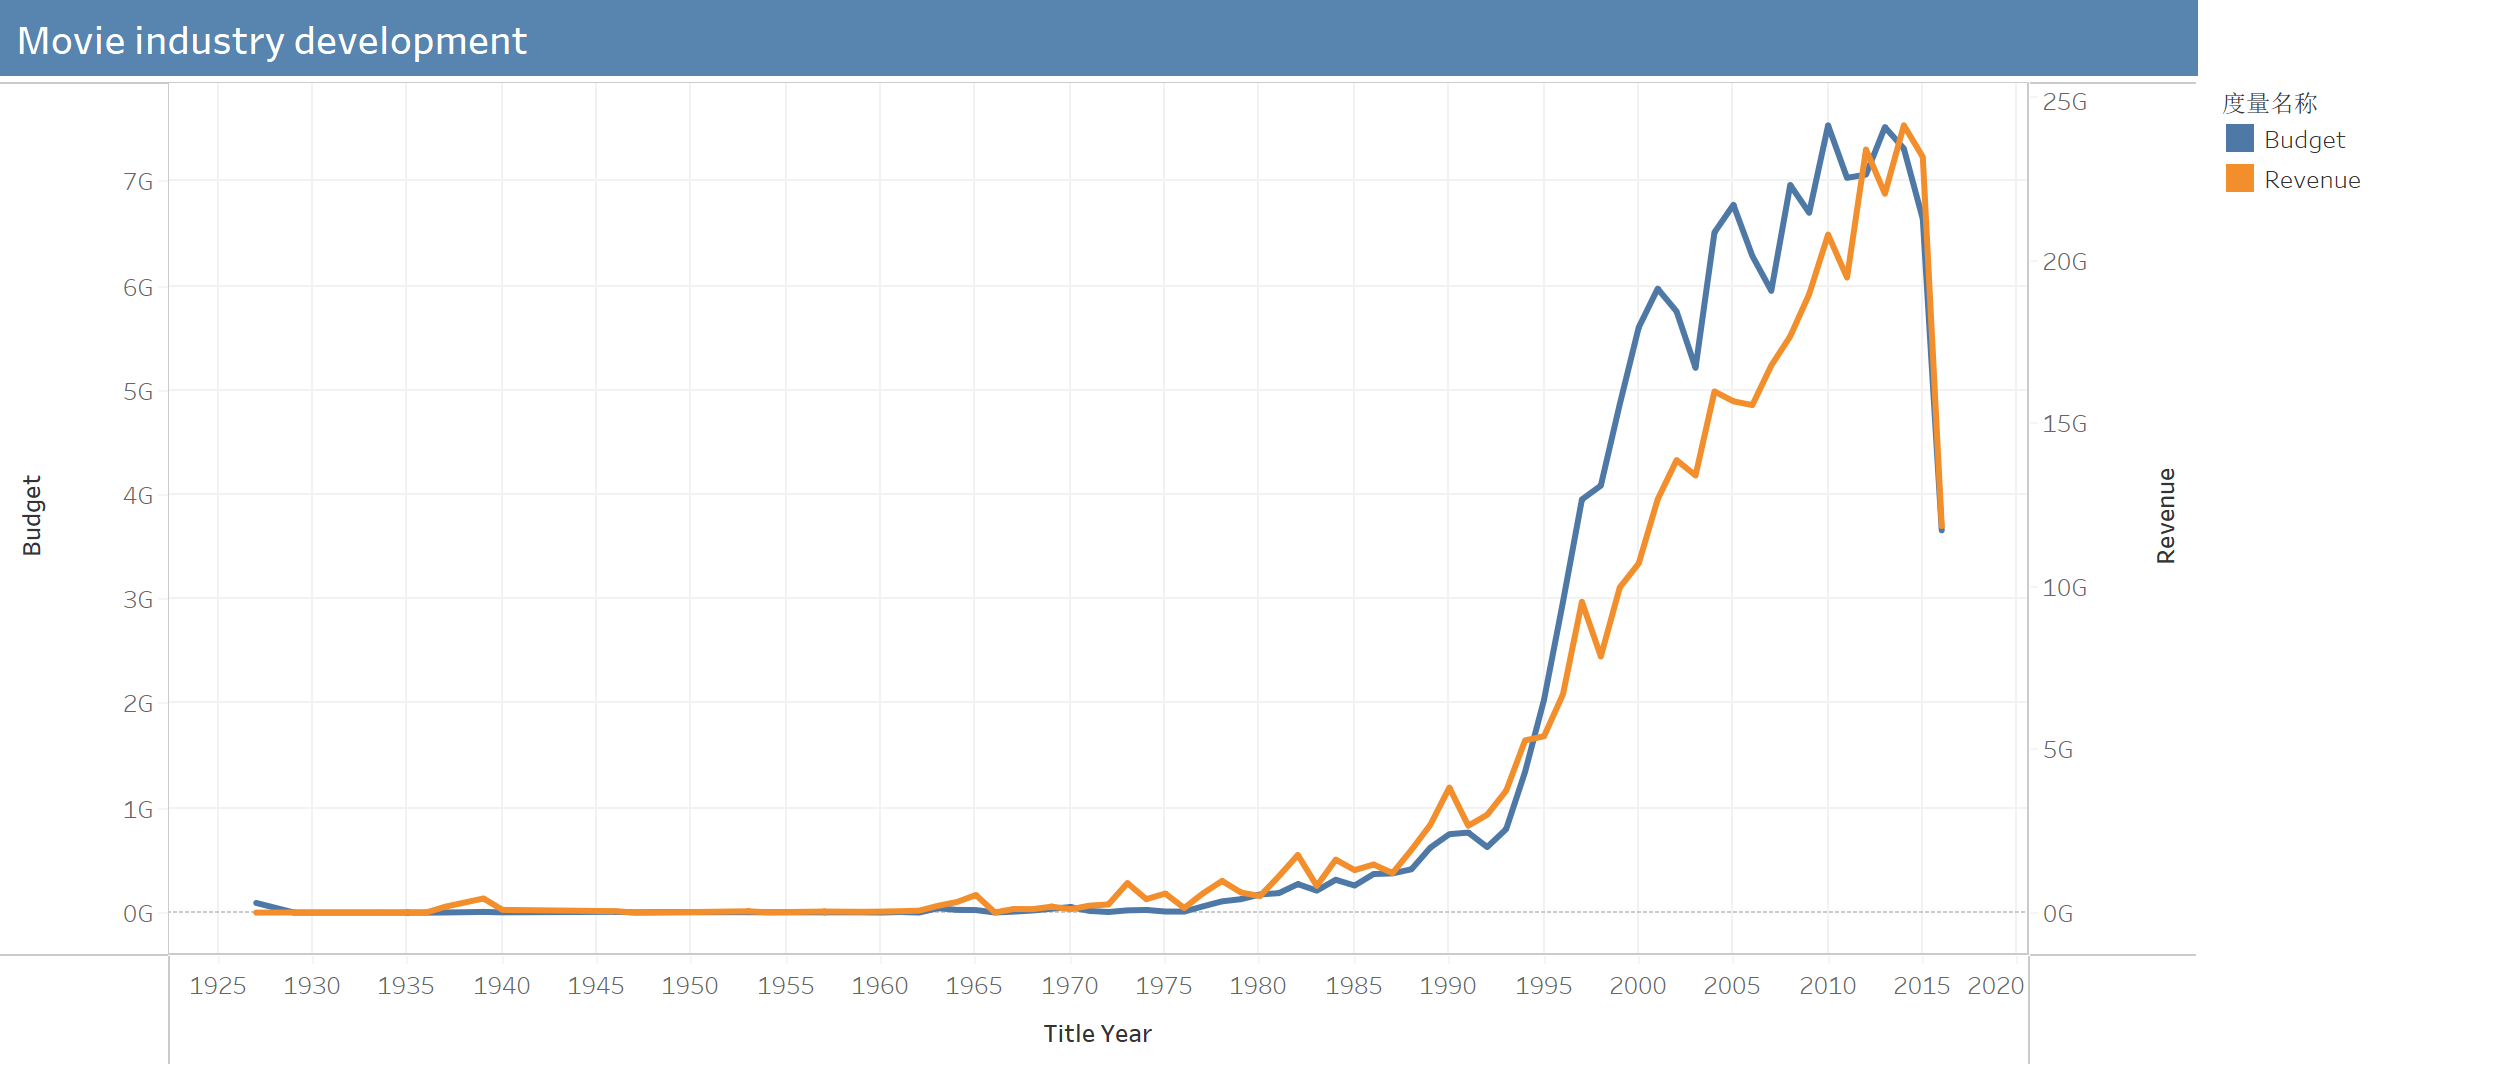 Movie industry development
度量名称
Budget
Revenue
7G
6G
5G
4G
3G
2G
1G
0G
Budget
25G
20G
15G
10G
5G
0G
Revenue
1925 1930 1935 1940 1945 1950 1955 1960 1965 1970 1975 1980 1985 1990 1995 2000 2005 2010 2015 2020
Title Year